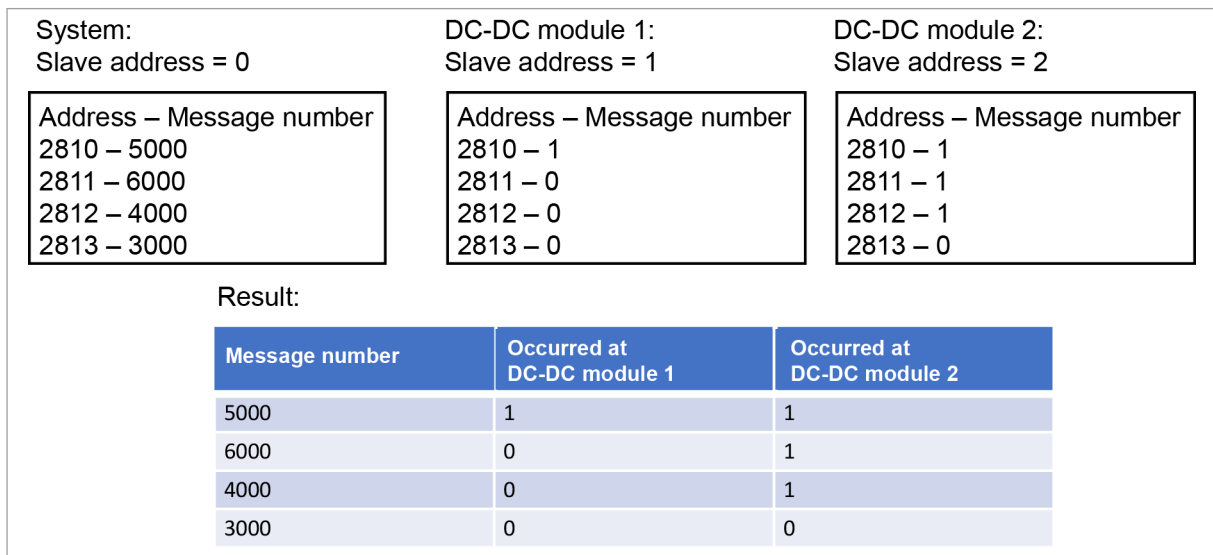 System:
Slave address = 0
Address – Message number
2810 – 5000
2811 – 6000
2812 – 4000
2813 – 3000
DC-DC module 1:
Slave address = 1
Address – Message number
2810 – 1
2811 – 0
2812 – 0
2813 – 0
DC-DC module 2:
Slave address = 2
Address – Message number
2810 – 1
2811 – 1
2812 – 1
2813 – 0
Result:
Message number Occurred at DC-DC module 1 Occurred at DC-DC module 2
5000 1 1
6000 0 1
4000 0 1
3000 0 0